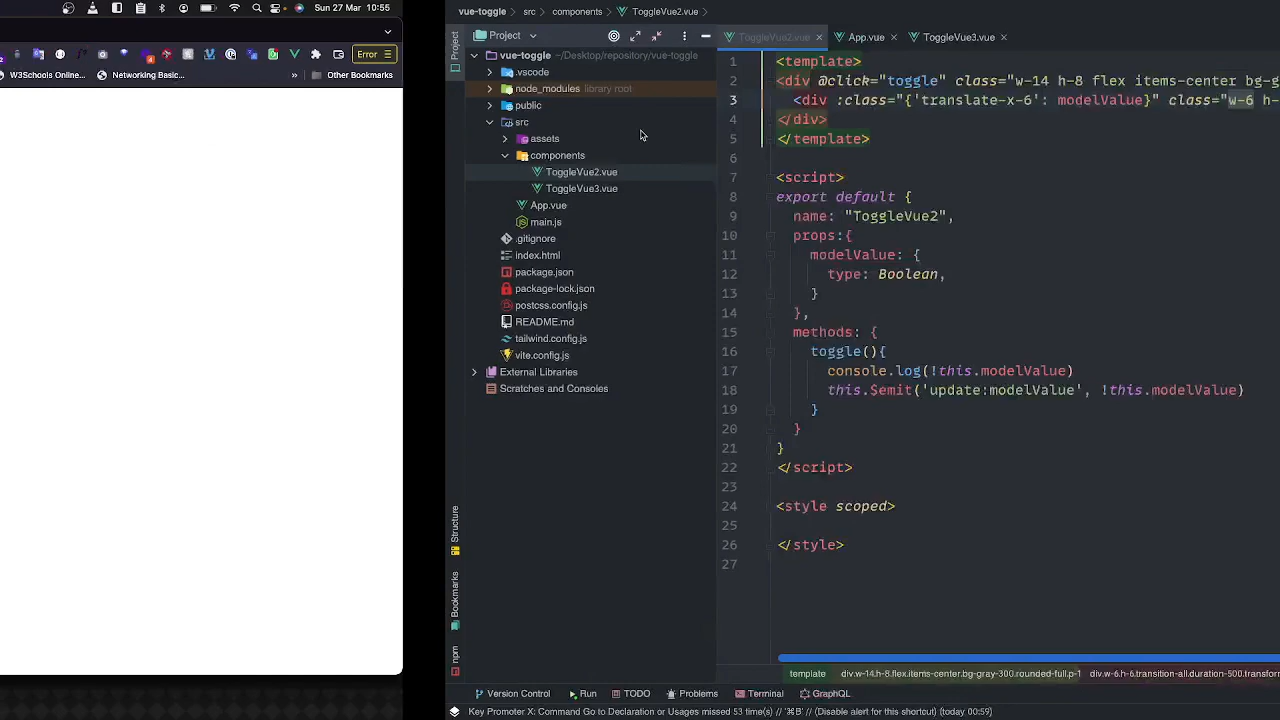 Sun 27 Mar 10:55
Error
W3Schools Online...
Networking Basic...
»
Other Bookmarks
vue-toggle
src
components
ToggleVue2.vue
Project
Project
vue-toggle ~/Desktop/repository/vue-toggle
.vscode
node_modules library root
public
src
assets
components
ToggleVue2.vue
ToggleVue3.vue
App.vue
main.js
.gitignore
index.html
package.json
package-lock.json
postcss.config.js
README.md
tailwind.config.js
vite.config.js
External Libraries
Scratches and Consoles
Structure
Bookmarks
npm
ToggleVue2.vue
App.vue
ToggleVue3.vue
1 <template>
2 <div @click="toggle" class="w-14 h-8 flex items-center bg-g
3 <div :class="{'translate-x-6': modelValue}" class="w-6 h-
4 </div>
5 </template>
6
7 <script>
8 export default {
9 name: "ToggleVue2",
10 props:{
11 modelValue: {
12 type: Boolean,
13 }
14 },
15 methods: {
16 toggle(){
17 console.log(!this.modelValue)
18 this.$emit('update:modelValue', !this.modelValue)
19 }
20 }
21 }
22 </script>
23
24 <style scoped>
25
26 </style>
27
template
div.w-14.h-8.flex.items-center.bg-gray-300.rounded-full.p-1
div.w-6.h-6.transition-all.duration-500.transform
Version Control
Run
TODO
Problems
Terminal
GraphQL
Key Promoter X: Command Go to Declaration or Usages missed 53 time(s) // '⌘B' // (Disable alert for this shortcut) (today 00:59)